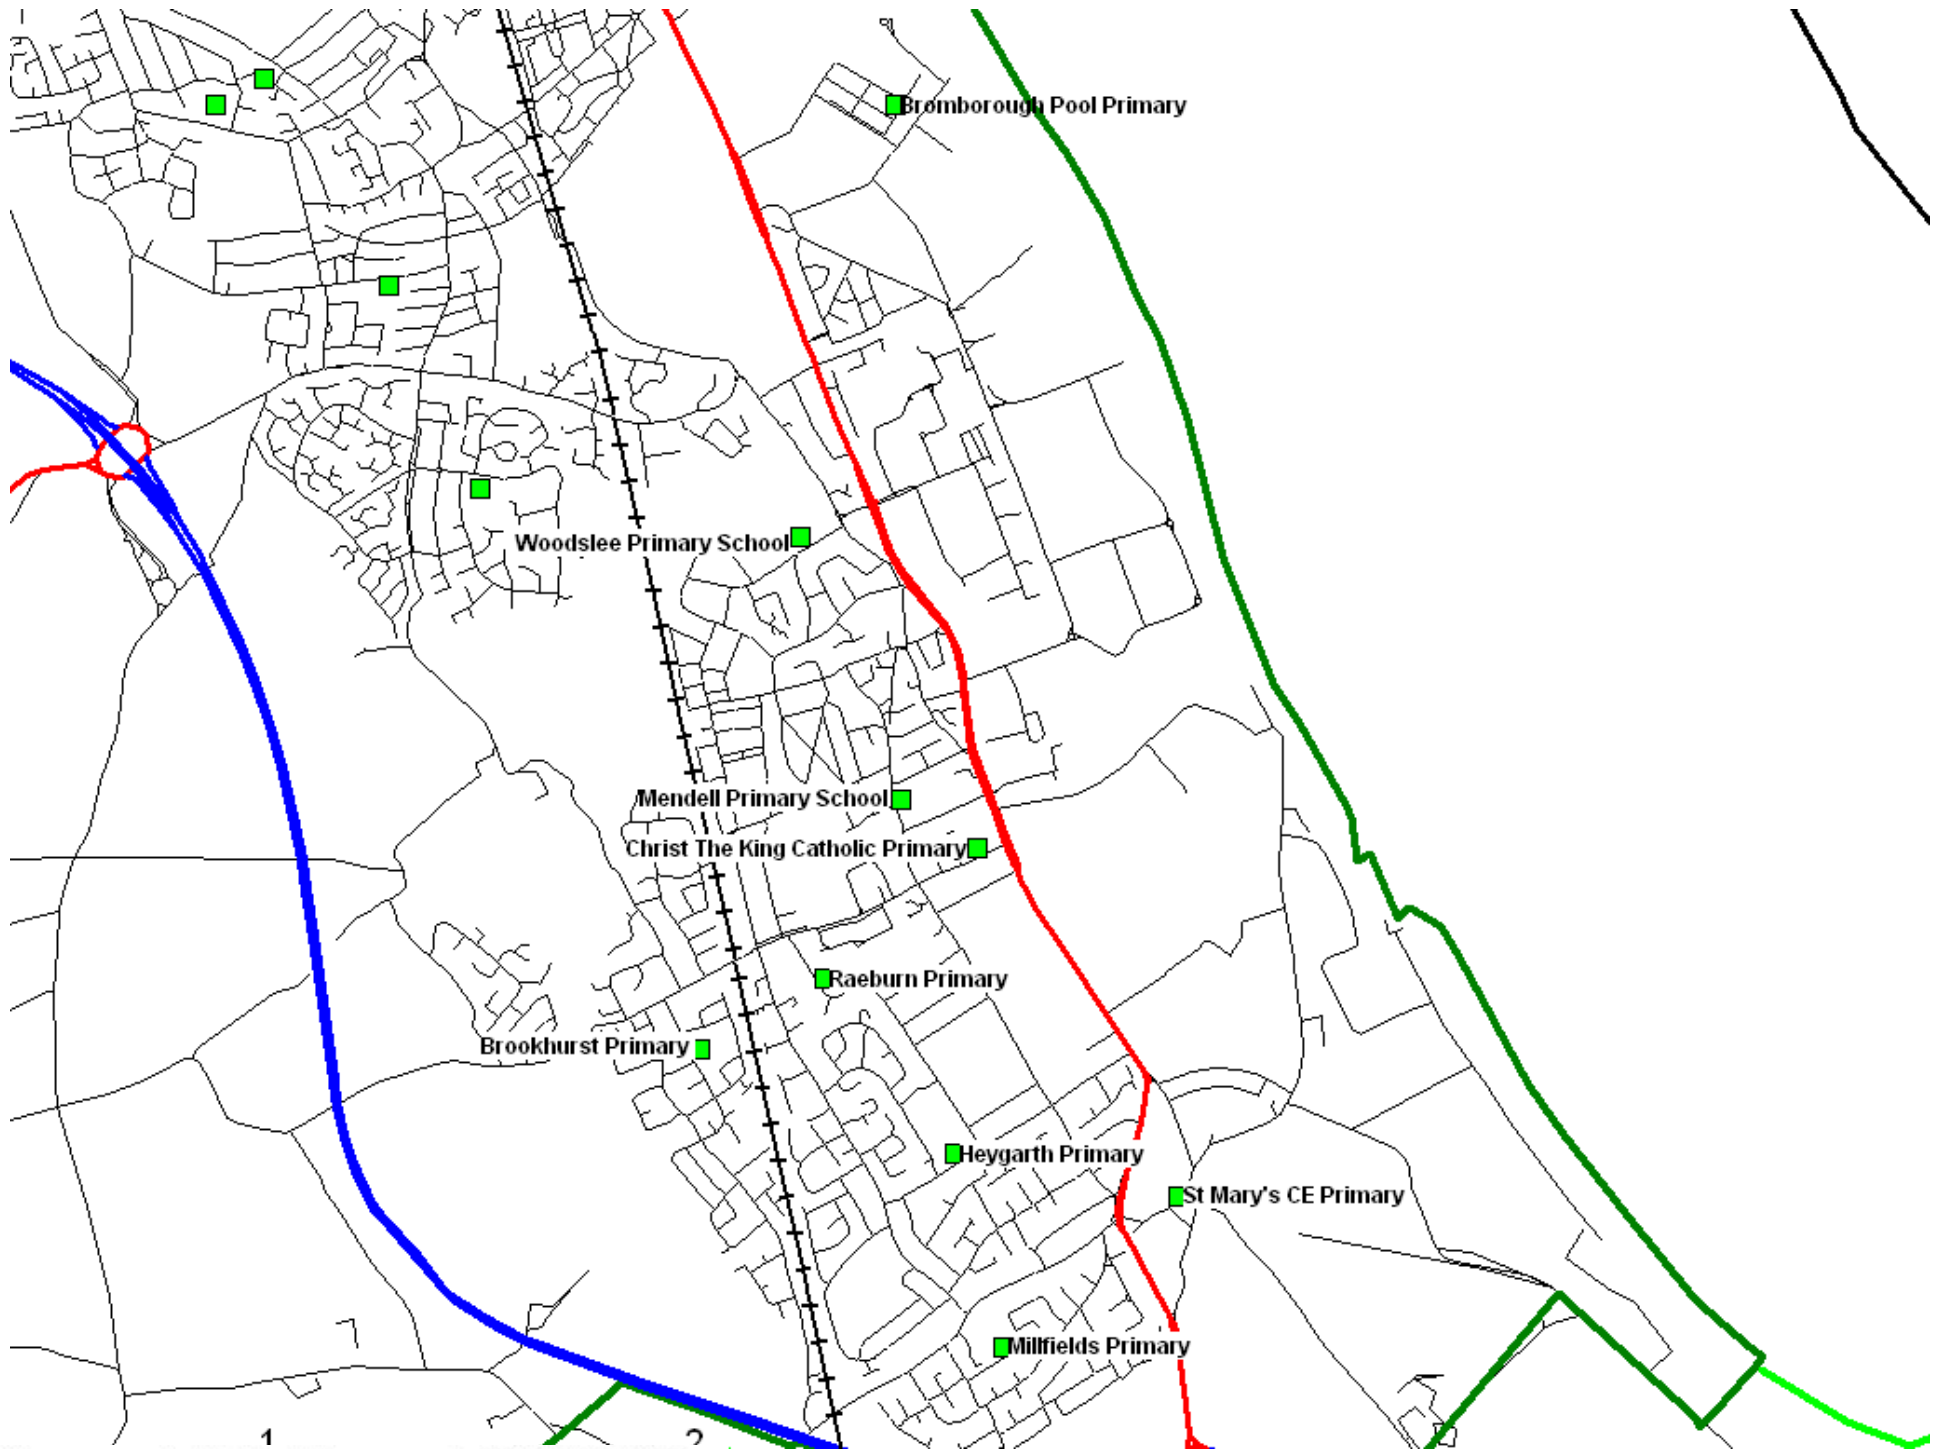 Bromborough Pool Primary
Woodslee Primary School
Mendell Primary School
Christ The King Catholic Primary
Raeburn Primary
Brookhurst Primary
Heygarth Primary
St Mary's CE Primary
Millfields Primary
1 2